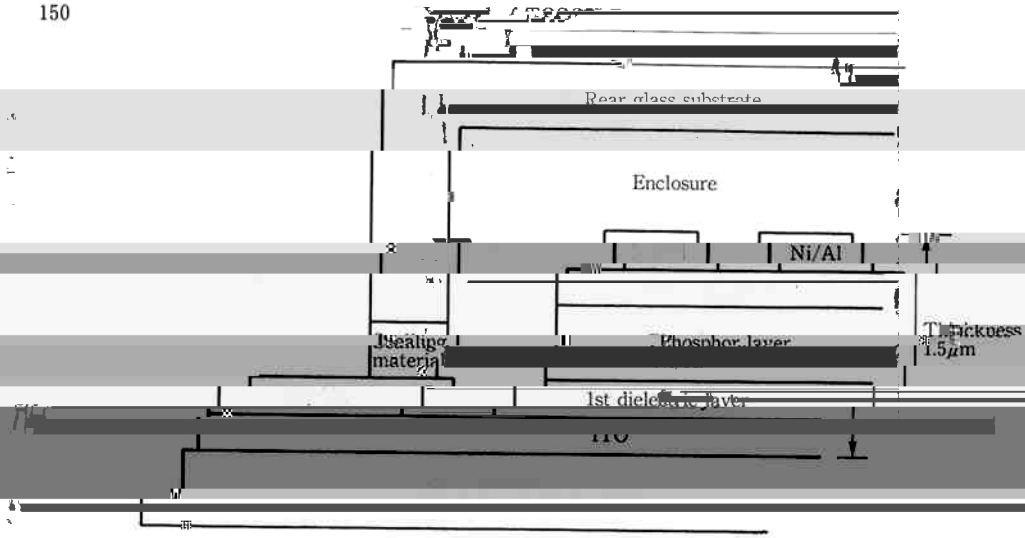 150
Rear glass substrate
Enclosure
Ni/Al
Thickness
1.5μm
Phosphor layer
Sealing
material
1st dielectric layer
ITO